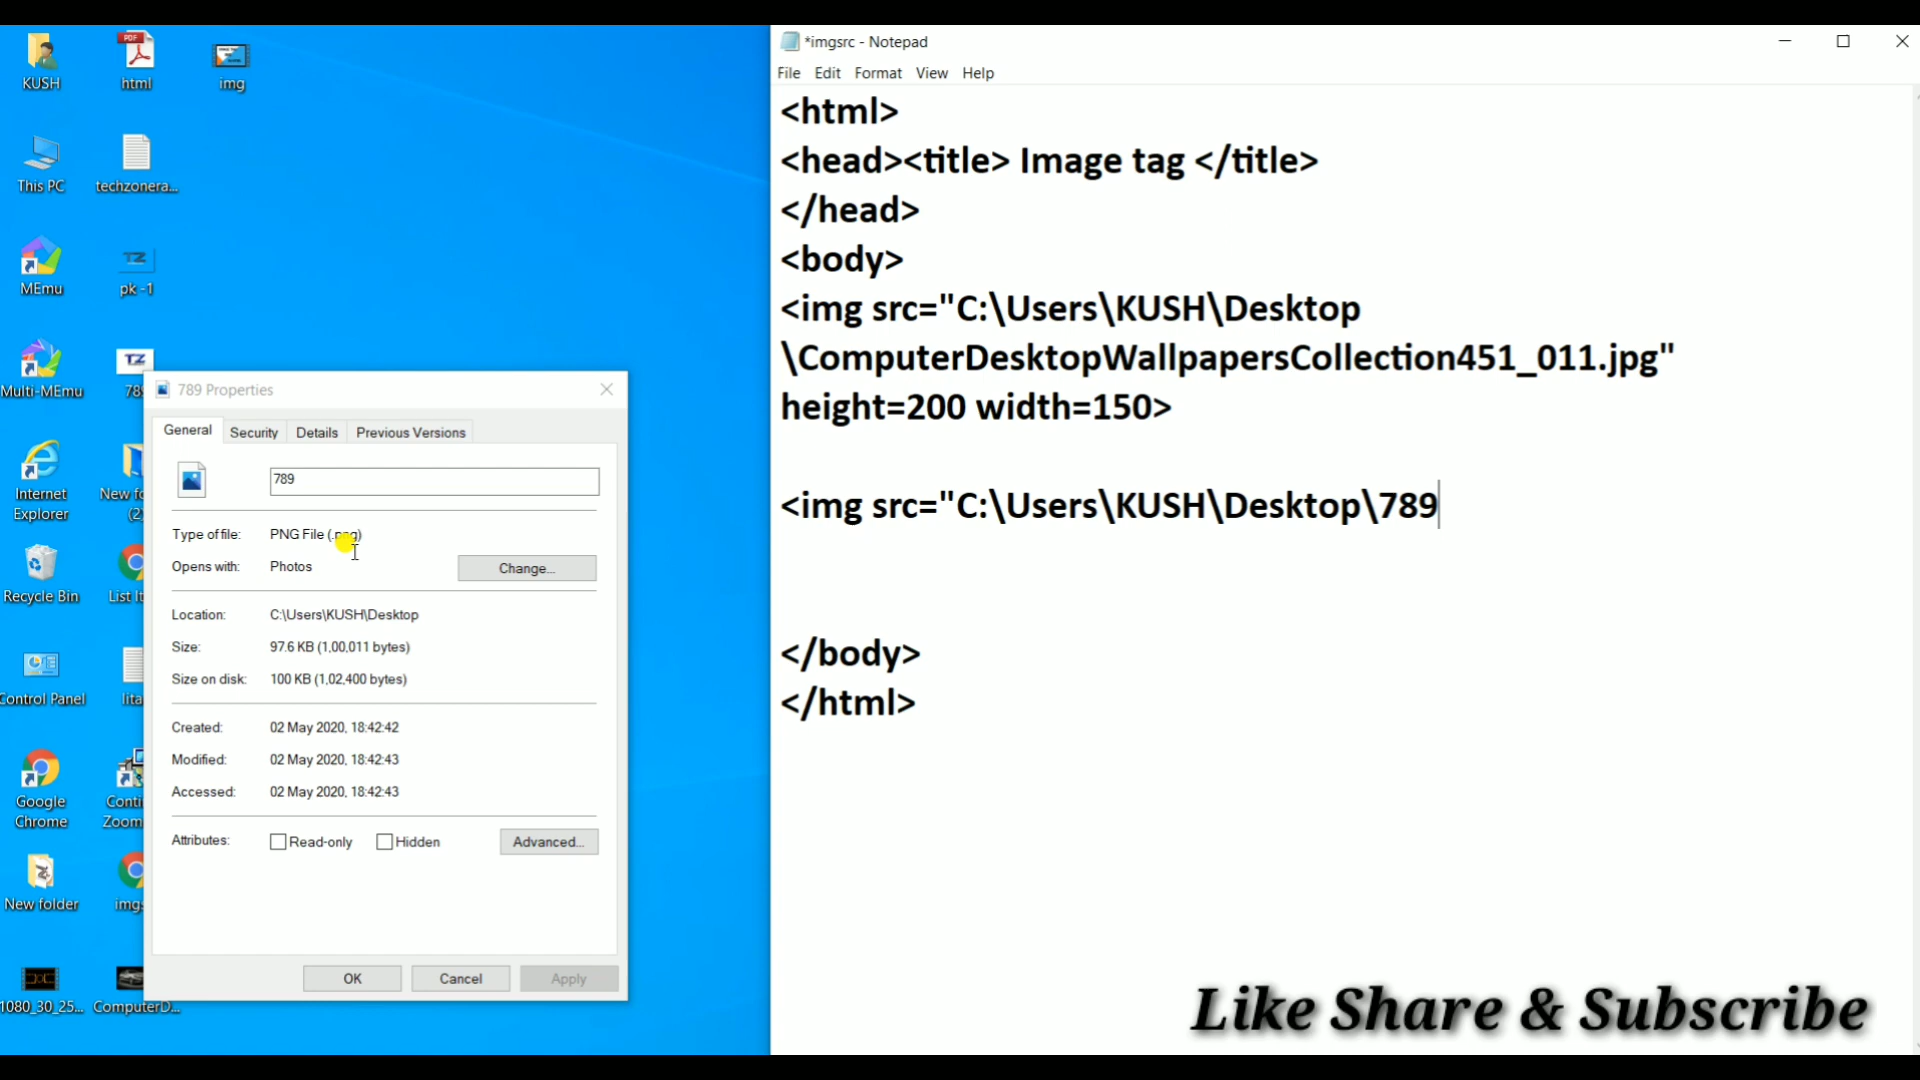 KUSH
html
img
This PC
techzonera...
MEmu
pk -1
Multi-MEmu
TZ
Internet
Explorer
Recycle Bin
Control Panel
Google
Chrome
New folder
1080_30_25...
ComputerD...
789 Properties
General
Security
Details
Previous Versions
789
Type of file:
PNG File (.png)
Opens with:
Photos
Change...
Location:
C:\Users\KUSH\Desktop
Size:
97.6 KB (1,00,011 bytes)
Size on disk:
100 KB (1,02,400 bytes)
Created:
02 May 2020, 18:42:42
Modified:
02 May 2020, 18:42:43
Accessed:
02 May 2020, 18:42:43
Attributes:
Read-only
Hidden
Advanced...
OK
Cancel
Apply
*imgsrc - Notepad
File Edit Format View Help
<html>
<head><title> Image tag </title>
</head>
<body>
<img src="C:\Users\KUSH\Desktop
\ComputerDesktopWallpapersCollection451_011.jpg"
height=200 width=150>
<img src="C:\Users\KUSH\Desktop\789
</body>
</html>
Like Share & Subscribe